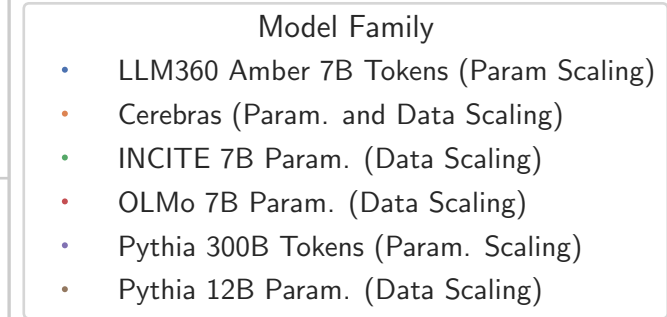 Model Family
LLM360 Amber 7B Tokens (Param Scaling)
Cerebras (Param. and Data Scaling)
INCITE 7B Param. (Data Scaling)
OLMo 7B Param. (Data Scaling)
Pythia 300B Tokens (Param. Scaling)
Pythia 12B Param. (Data Scaling)